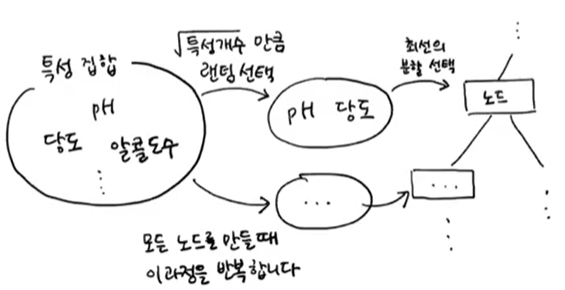 특성 집합
pH
당도 알콜도수
⋮
√특성개수 만큼
랜덤 선택
pH 당도
최선의
분할 선택
⋮
노드
...
⋮
⋮
...
모든 노드를 만들 때
이 과정을 반복합니다